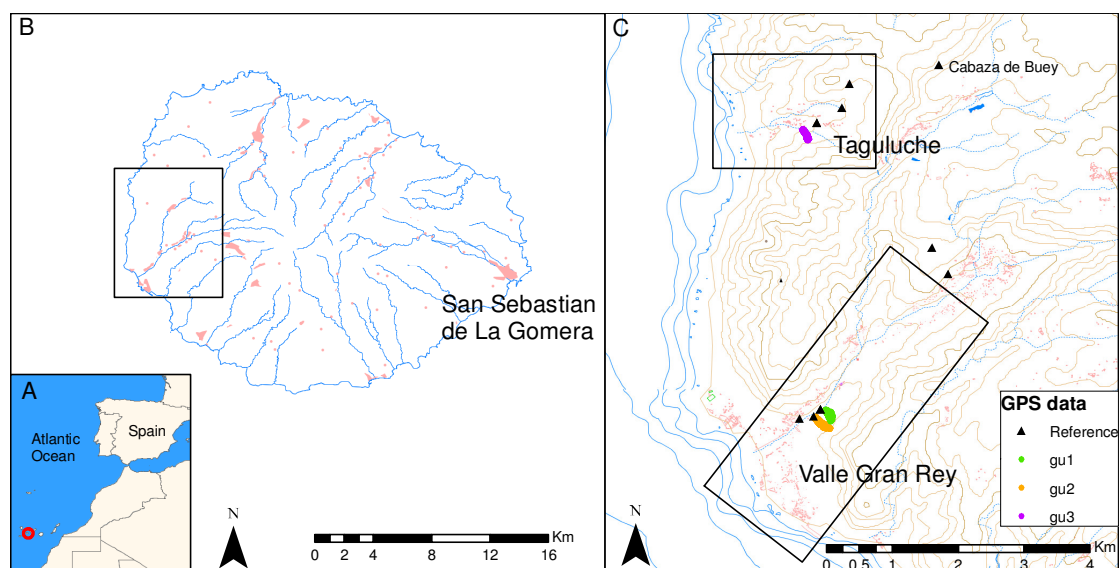 B
San Sebastian
de La Gomera
A
Atlantic
Ocean
Spain
N
0 2 4 8 12 16 Km
C
Cabaza de Buey
Taguluche
Valle Gran Rey
GPS data
Reference
gu1
gu2
gu3
N
0 0.5 1 2 3 4 Km